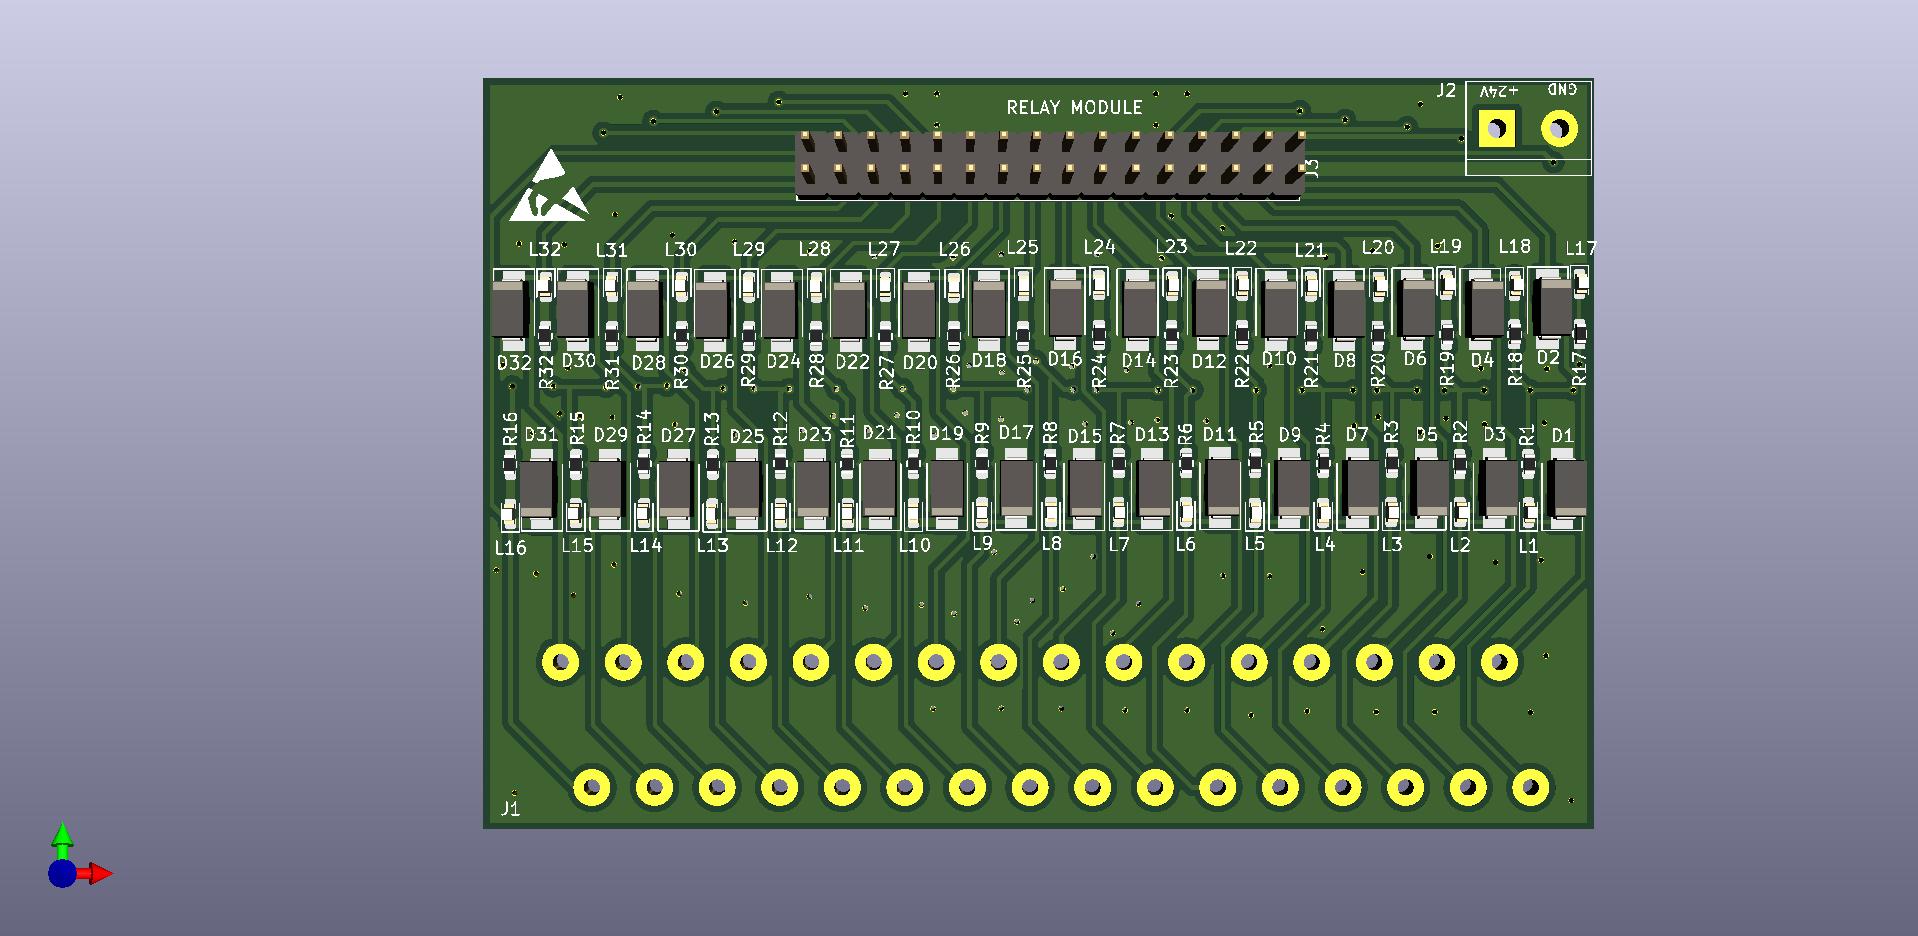 J2
+24V
GND
RELAY MODULE
J3
L32 L31 L30 L29 L28 L27 L26 L25 L24 L23 L22 L21 L20 L19 L18 L17
D32 R32 D30 R31 D28 R30 D26 R29 D24 R28 D22 R27 D20 R26 D18 R25 D16 R24 D14 R23 D12 R22 D10 R21 D8 R20 D6 R19 D4 R18 D2 R17
R16 D31 R15 D29 R14 D27 R13 D25 R12 D23 R11 D21 R10 D19 R9 D17 R8 D15 R7 D13 R6 D11 R5 D9 R4 D7 R3 D5 R2 D3 R1 D1
L16 L15 L14 L13 L12 L11 L10 L9 L8 L7 L6 L5 L4 L3 L2 L1
J1